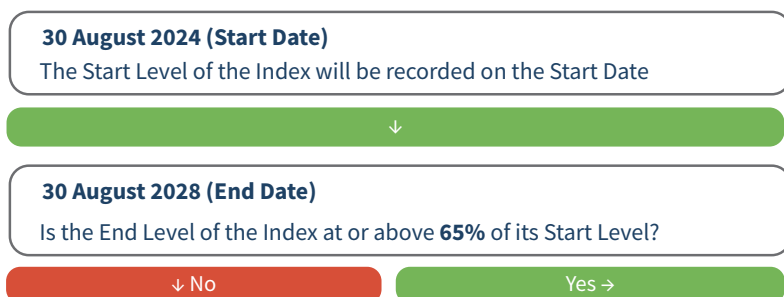 30 August 2024 (Start Date)
The Start Level of the Index will be recorded on the Start Date
↓
30 August 2028 (End Date)
Is the End Level of the Index at or above 65% of its Start Level?
↓ No
Yes →